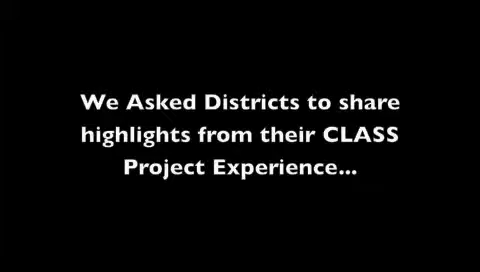 We Asked Districts to share
highlights from their CLASS
Project Experience...